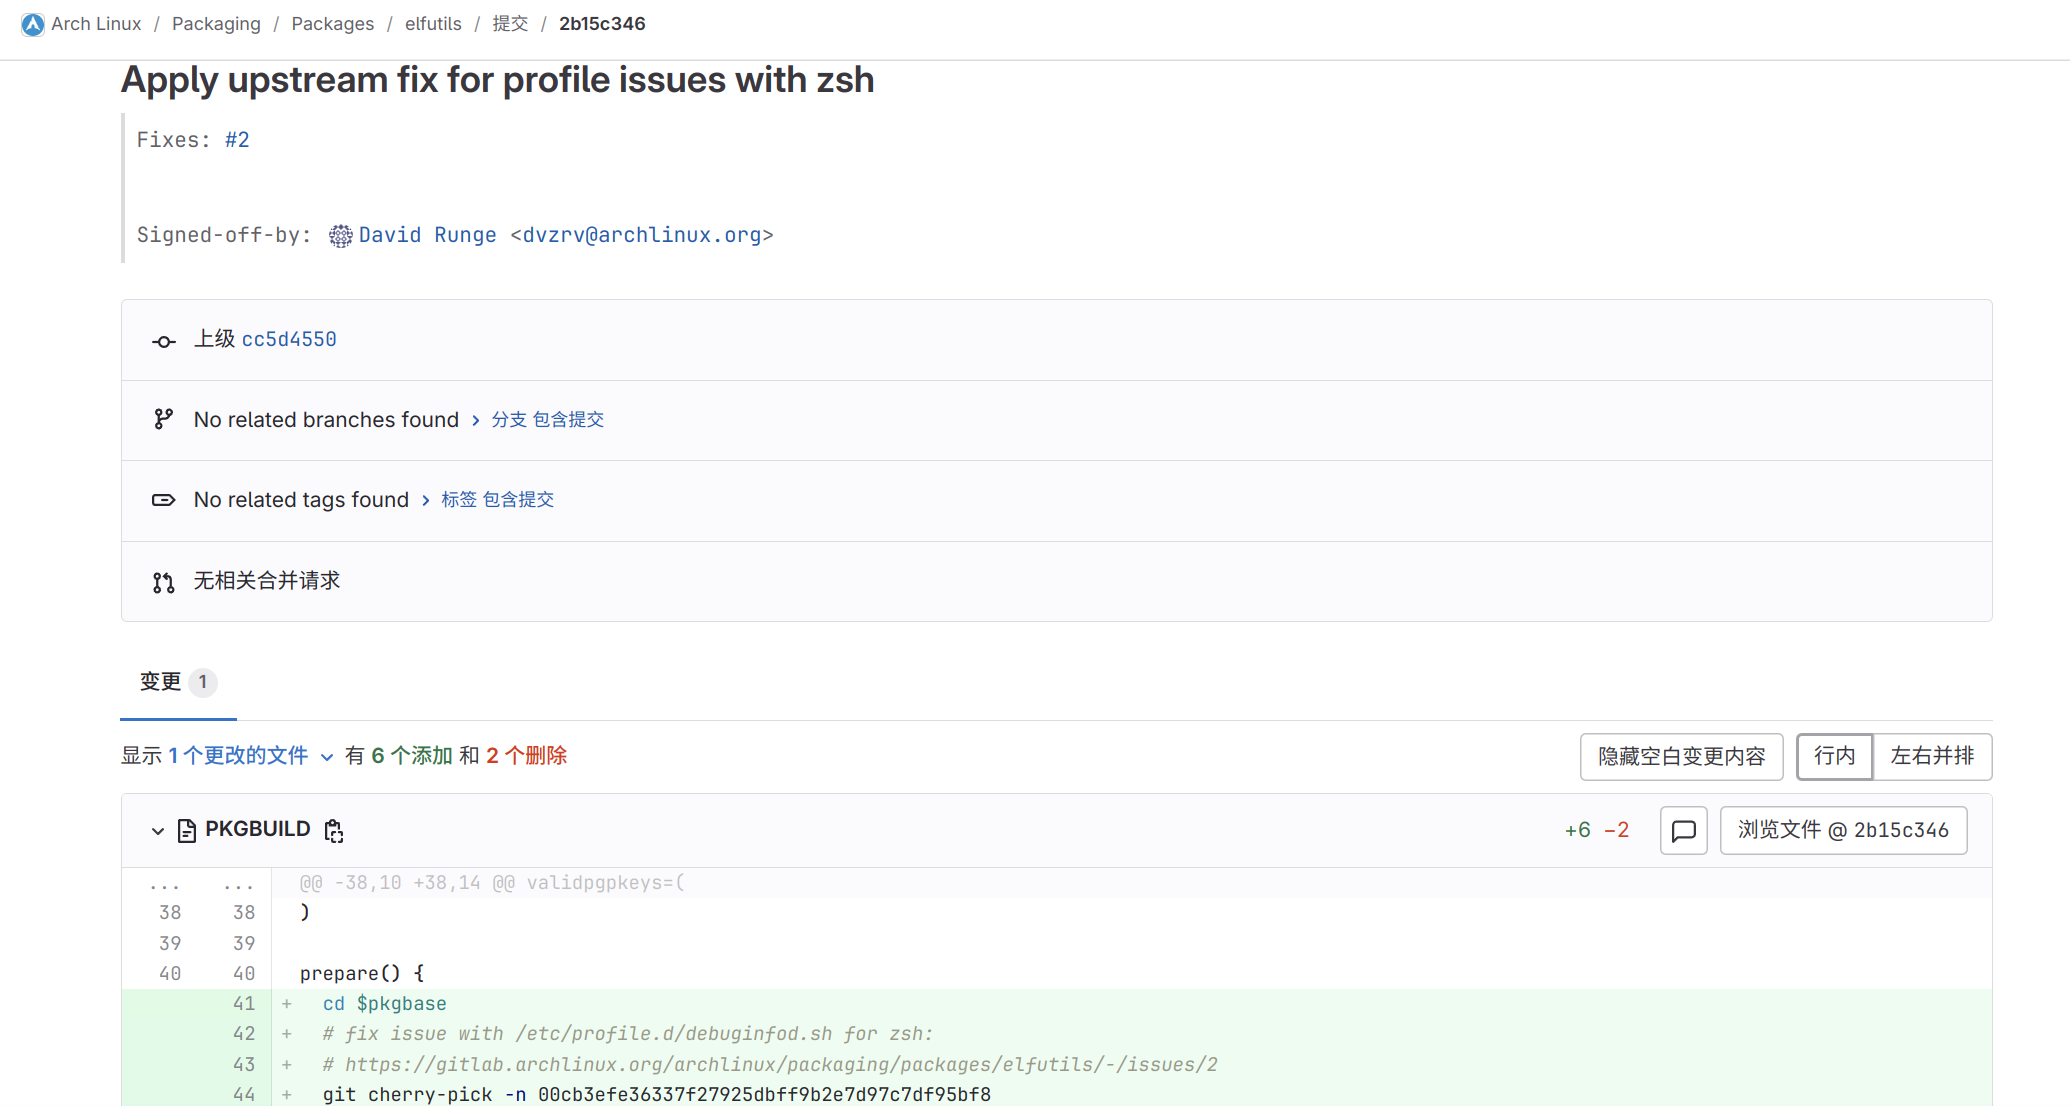 Arch Linux / Packaging / Packages / elfutils / 提交 / 2b15c346
Apply upstream fix for profile issues with zsh
Fixes: #2
Signed-off-by: David Runge <dvzrv@archlinux.org>
上级 cc5d4550
No related branches found > 分支 包含提交
No related tags found > 标签 包含提交
无相关合并请求
变更 1
显示 1 个更改的文件 有 6 个添加 和 2 个删除
隐藏空白变更内容 行内 左右并排
PKGBUILD +6 −2 浏览文件 @ 2b15c346
... ... @@ -38,10 +38,14 @@ validpgpkeys=(
38 38 )
39 39
40 40 prepare() {
41 + cd $pkgbase
42 + # fix issue with /etc/profile.d/debuginfod.sh for zsh:
43 + # https://gitlab.archlinux.org/archlinux/packaging/packages/elfutils/-/issues/2
44 + git cherry-pick -n 00cb3efe36337f27925dbff9b2e7d97c7df95bf8